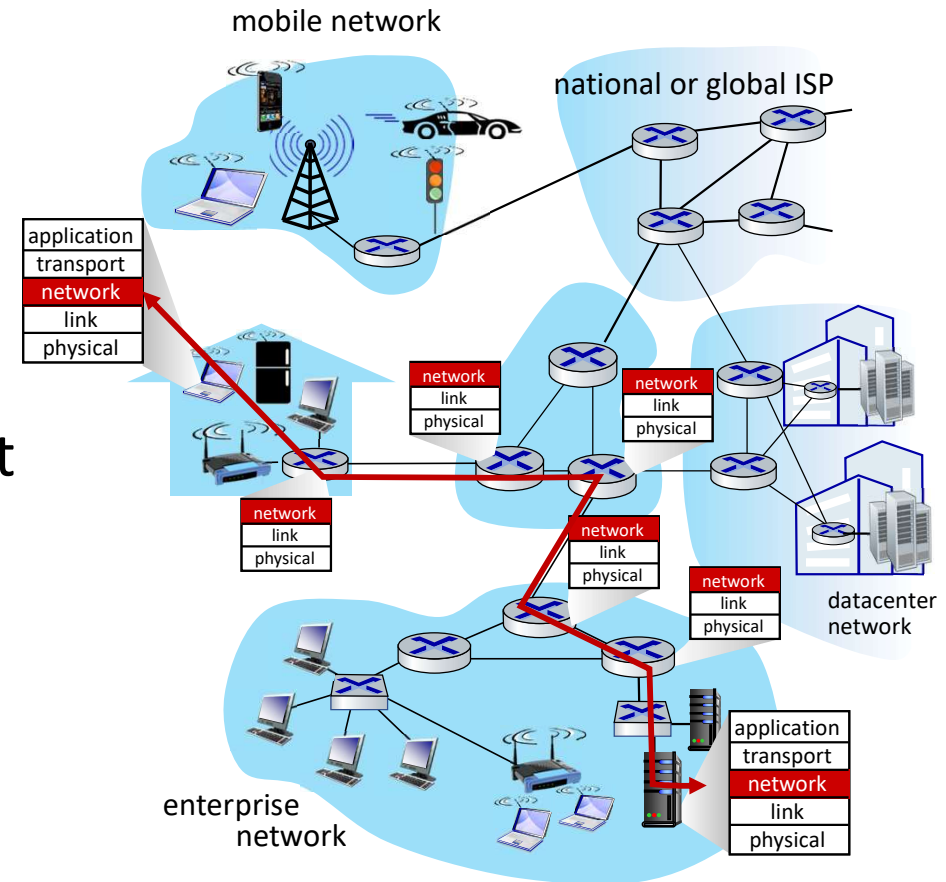 mobile network
national or global ISP
application
transport
network
link
physical
network
link
physical
network
link
physical
t
network
link
physical
network
link
physical
network
link
physical
datacenter
network
application
transport
network
link
physical
enterprise
network